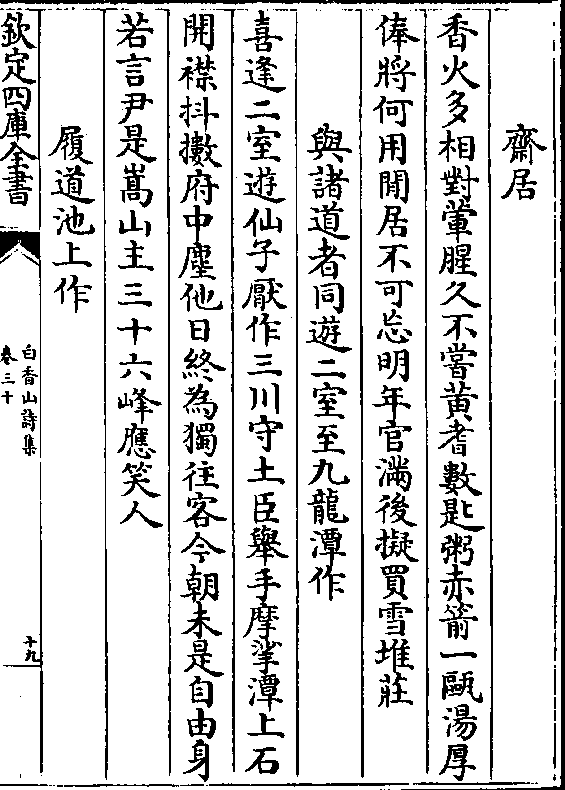 齋居
香火多相對葷腥久不嘗黃耆數匙粥赤箭一甌湯厚
俸將何用閒居不可忘明年官滿後擬買雪堆莊
與諸道者同遊二室至九龍潭作
喜逢二室遊仙子厭作三川守土臣舉手摩挲潭上石
開襟抖擻府中塵他日終為獨往客今朝未是自由身
若言尹是嵩山主三十六峰應笑人
履道池上作
欽定四庫全書
白香山詩集
卷三十
十九